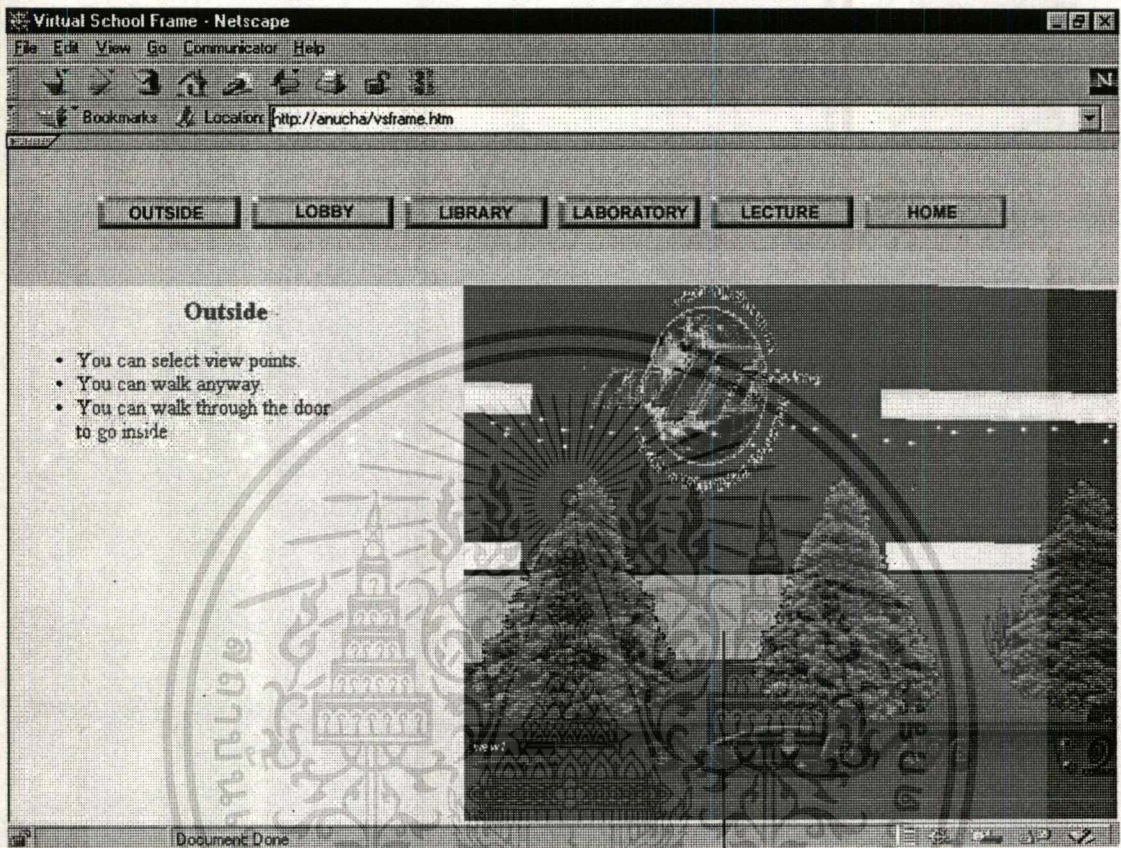 Virtual School Frame - Netscape
File Edit View Go Communicator Help
N
Bookmarks Location: http://anucha/vsframe.htm
OUTSIDE LOBBY LIBRARY LABORATORY LECTURE HOME
Outside
• You can select view points.
• You can walk anyway.
• You can walk through the door
to go inside
view1
Document: Done